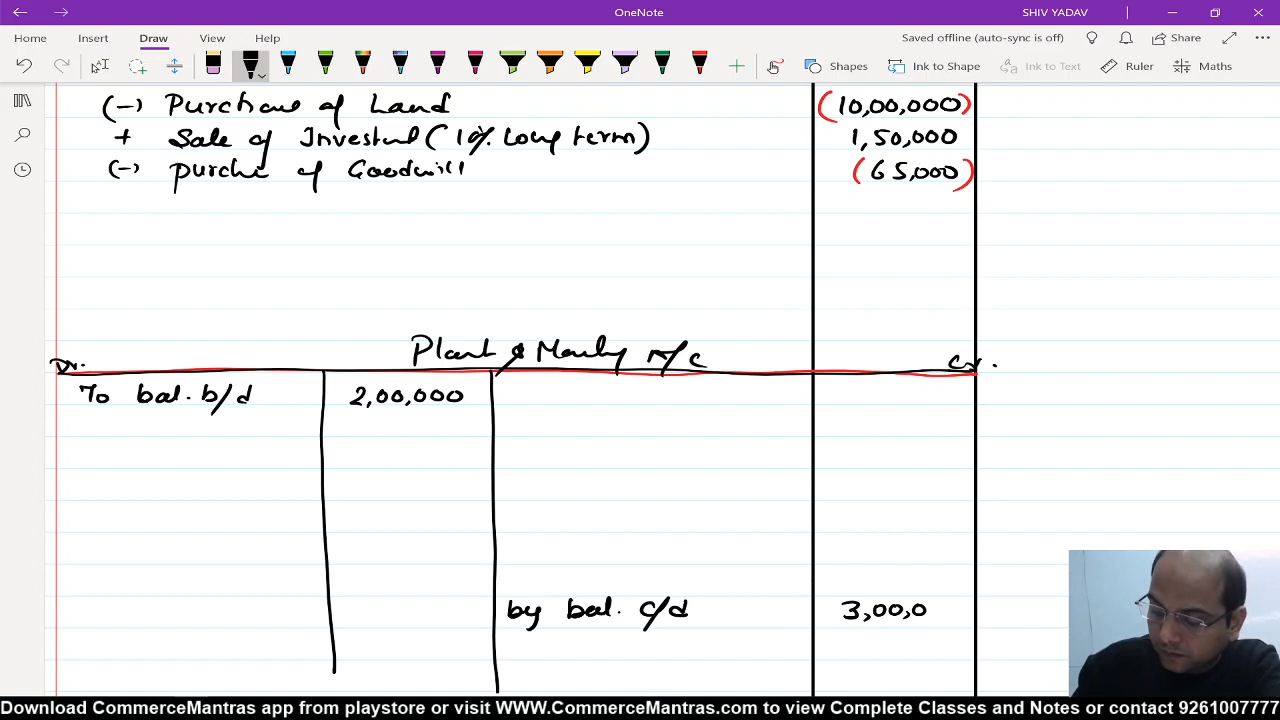 OneNote
SHIV YADAV
Home Insert Draw View Help
Saved offline (auto-sync is off)
Share
Shapes Ink to Shape Ink to Text Ruler Maths
(-) Purchase of Land (10,00,000)
+ Sale of (10% Long term) 1,50,000
(-) of Goodwill (65,000)
Plant & A/c
Dr. Cr.
To bal. b/d 2,00,000
by bal. c/d 3,00,0
Download CommerceMantras app from playstore or visit WWW.CommerceMantras.com to view Complete Classes and Notes or contact 9261007777